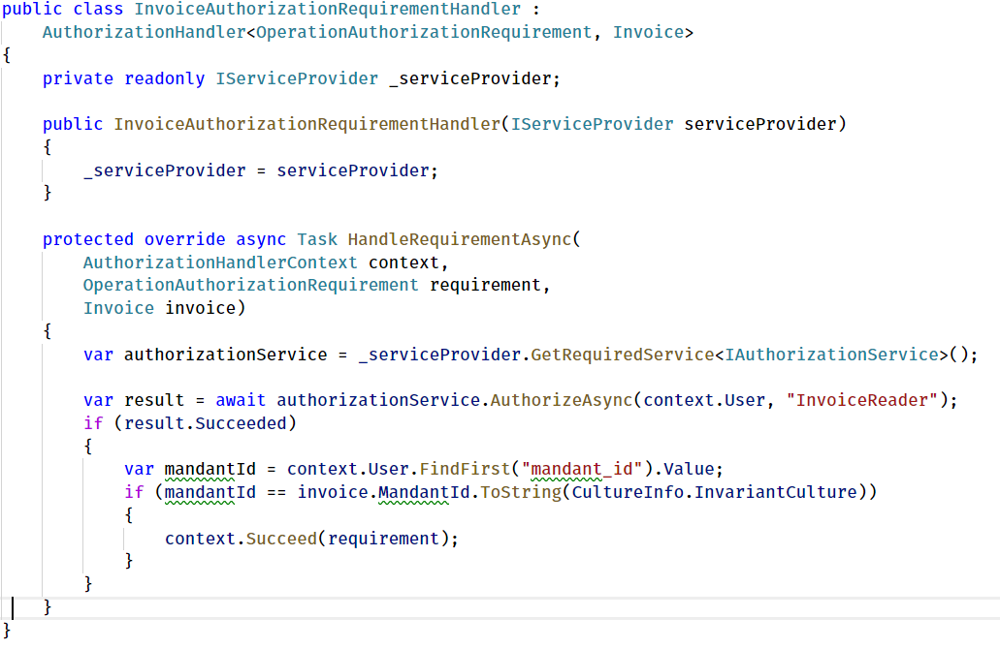 public class InvoiceAuthorizationRequirementHandler :
    AuthorizationHandler<OperationAuthorizationRequirement, Invoice>
{
    private readonly IServiceProvider _serviceProvider;

    public InvoiceAuthorizationRequirementHandler(IServiceProvider serviceProvider)
    {
        _serviceProvider = serviceProvider;
    }

    protected override async Task HandleRequirementAsync(
        AuthorizationHandlerContext context,
        OperationAuthorizationRequirement requirement,
        Invoice invoice)
    {
        var authorizationService = _serviceProvider.GetRequiredService<IAuthorizationService>();

        var result = await authorizationService.AuthorizeAsync(context.User, "InvoiceReader");
        if (result.Succeeded)
        {
            var mandantId = context.User.FindFirst("mandant_id").Value;
            if (mandantId == invoice.MandantId.ToString(CultureInfo.InvariantCulture))
            {
                context.Succeed(requirement);
            }
        }
    }
}